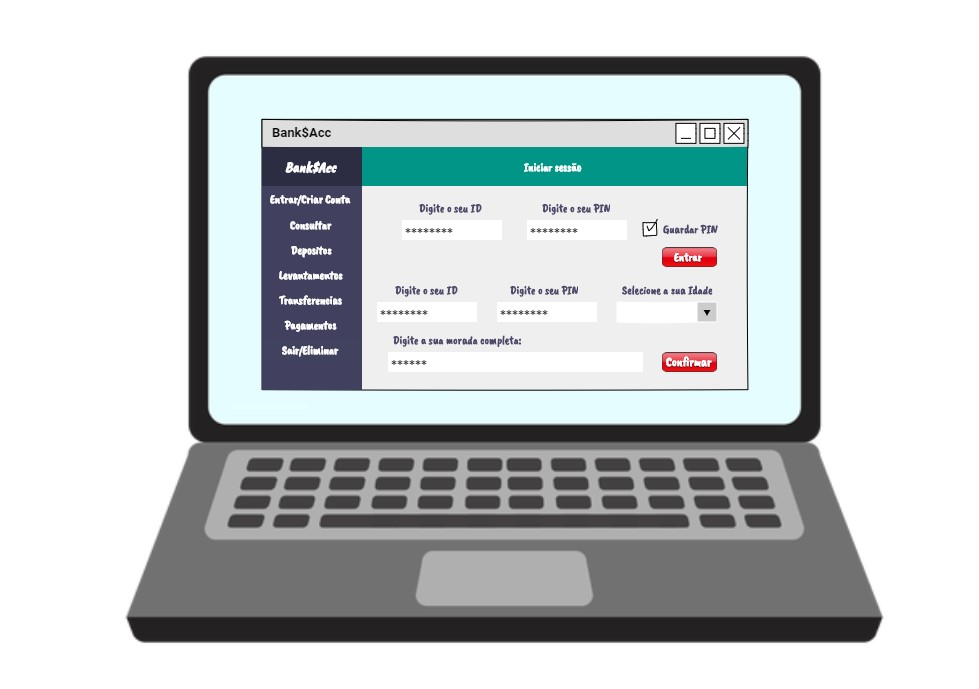 Bank$Acc
Bank$Acc
Iniciar sessão
Entrar/Criar Conta
Consultar
Depositos
Levantamentos
Transferencias
Pagamentos
Sair/Eliminar
Digite o seu ID
Digite o seu PIN
********
********
Guardar PIN
Entrar
Digite o seu ID
Digite o seu PIN
Selecione a sua Idade
********
********
Digite a sua morada completa:
******
Confirmar